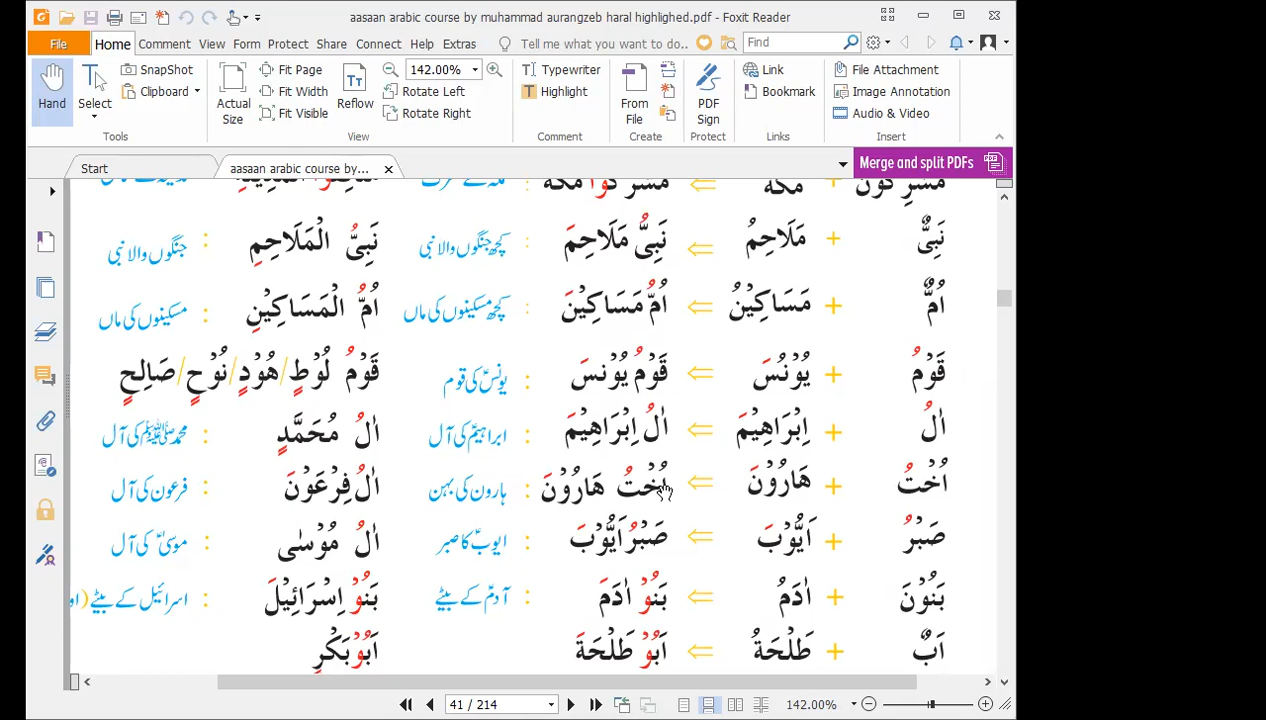 aasaan arabic course by muhammad aurangzeb haral highlighed.pdf - Foxit Reader
File Home Comment View Form Protect Share Connect Help Extras Tell me what you want to do.. Find
Hand Select SnapShot Clipboard Actual Size Fit Page Fit Width Fit Visible Reflow 142.00% Rotate Left Rotate Right Typewriter Highlight From File PDF Sign Link Bookmark File Attachment Image Annotation Audio & Video
Tools View Comment Create Protect Links Insert
Start aasaan arabic course by... Merge and split PDFs
نَبِیٌّ + مَلَاحِمُ ⇐ نَبِیُّ مَلَاحِمَ : کچھ جنگوں والا نبی نَبِیُّ الْمَلَاحِمِ : جنگوں والا نبی
اُمٌّ + مَسَاكِيْنُ ⇐ اُمُّ مَسَاكِيْنَ : کچھ مسکینوں کی ماں اُمُّ الْمَسَاكِيْنِ : مسکینوں کی ماں
قَوْمُ + يُوْنُسَ ⇐ قَوْمُ يُوْنُسَ : یونسؑ کی قوم قَوْمُ لُوْطٍ/هُوْدٍ/نُوْحٍ/صَالِحٍ
اٰلُ + اِبْرَاهِيْمَ ⇐ اٰلُ اِبْرَاهِيْمَ : ابراہیمؑ کی آل اٰلُ مُحَمَّدٍ : محمد ﷺ کی آل
اُخْتُ + هَارُوْنَ ⇐ اُخْتُ هَارُوْنَ : ہارون کی بہن اٰلُ فِرْعَوْنَ : فرعون کی آل
صَبْرُ + اَيُّوْبَ ⇐ صَبْرُ اَيُّوْبَ : ایوبؑ کا صبر اٰلُ مُوْسٰی : موسیٰؑ کی آل
بَنُوْنَ + اٰدَمُ ⇐ بَنُوْ اٰدَمَ : آدمؑ کے بیٹے بَنُوْ اِسْرَائِيْلَ : اسرائیل کے بیٹے (
اَبٌ + طَلْحَةُ ⇐ اَبُوْ طَلْحَةَ اَبُوْ بَكْرٍ
41 / 214 142.00%